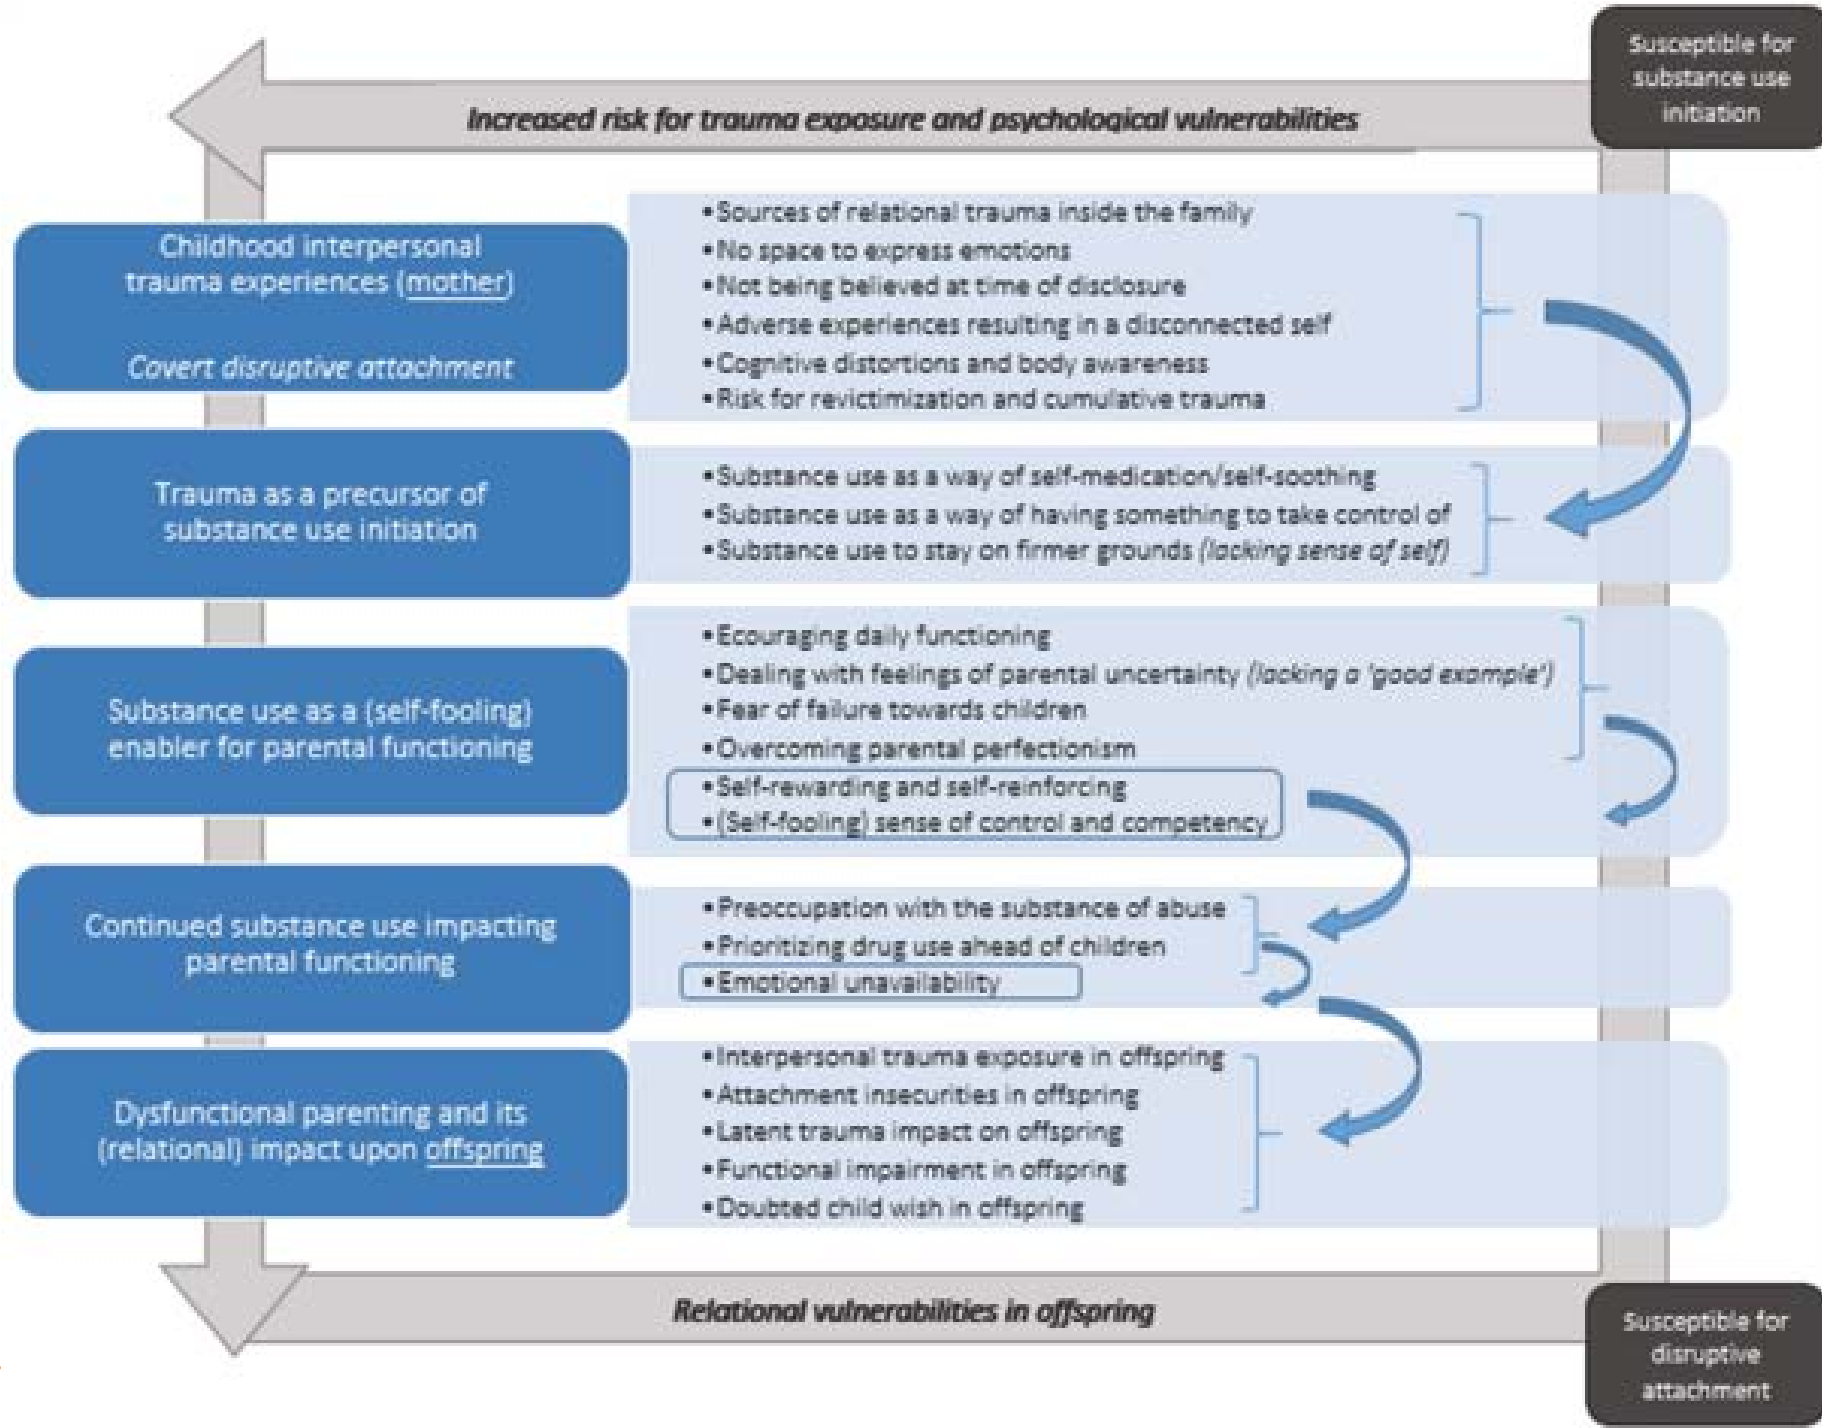 Susceptible for
substance use
initiation
Increased risk for trauma exposure and psychological vulnerabilities
Childhood interpersonal
trauma experiences (mother)
Covert disruptive attachment
•Sources of relational trauma inside the family
•No space to express emotions
•Not being believed at time of disclosure
•Adverse experiences resulting in a disconnected self
•Cognitive distortions and body awareness
•Risk for revictimization and cumulative trauma
Trauma as a precursor of
substance use initiation
•Substance use as a way of self-medication/self-soothing
•Substance use as a way of having something to take control of
•Substance use to stay on firmer grounds (lacking sense of self)
Substance use as a (self-fooling)
enabler for parental functioning
•Ecouraging daily functioning
•Dealing with feelings of parental uncertainty (lacking a 'good example')
•Fear of failure towards children
•Overcoming parental perfectionism
•Self-rewarding and self-reinforcing
•(Self-fooling) sense of control and competency
Continued substance use impacting
parental functioning
•Preoccupation with the substance of abuse
•Prioritizing drug use ahead of children
•Emotional unavailability
Dysfunctional parenting and its
(relational) impact upon offspring
•Interpersonal trauma exposure in offspring
•Attachment insecurities in offspring
•Latent trauma impact on offspring
•Functional impairment in offspring
•Doubted child wish in offspring
Relational vulnerabilities in offspring
Susceptible for
disruptive
attachment